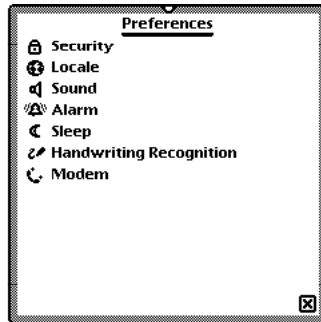 Preferences
Security
Locale
Sound
Alarm
Sleep
Handwriting Recognition
Modem